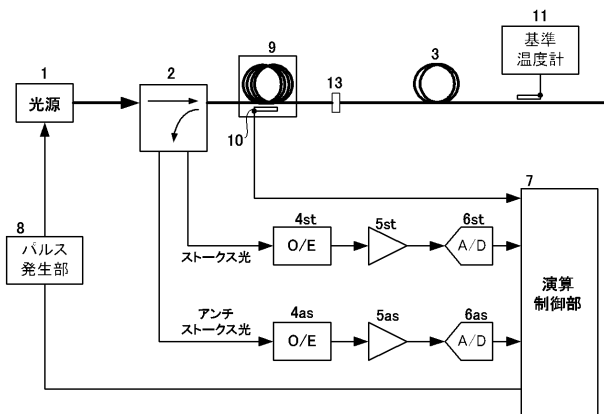 11
基準
温度計
9
3
1
光源
2
13
10
7
演算
制御部
8
パルス
発生部
ストークス光
4st
O/E
5st
6st
A/D
アンチ
ストークス光
4as
O/E
5as
6as
A/D